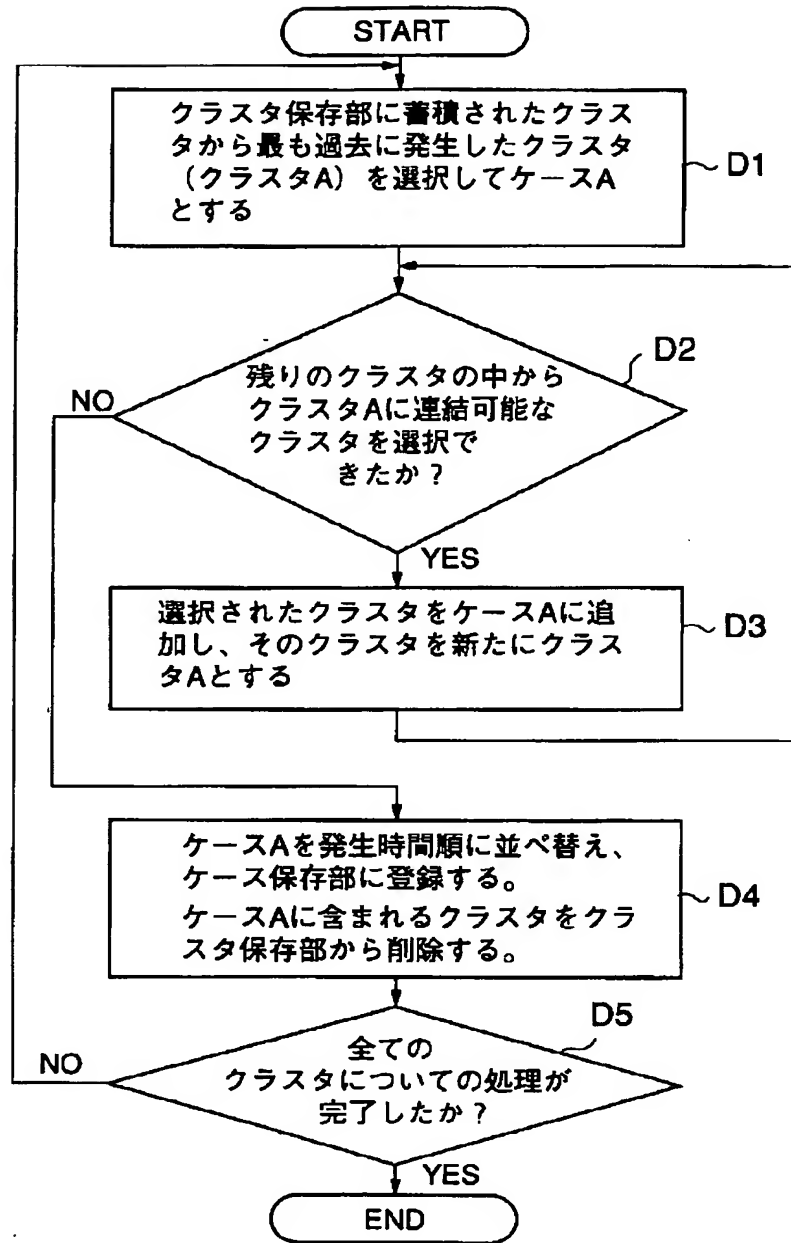 START
クラスタ保存部に蓄積されたクラス
タから最も過去に発生したクラスタ
(クラスタA)を選択してケースA
とする
D1
残りのクラスタの中から
クラスタAに連結可能な
クラスタを選択で
きたか?
D2
NO
YES
選択されたクラスタをケースAに追
加し、そのクラスタを新たにクラス
タAとする
D3
ケースAを発生時間順に並べ替え、
ケース保存部に登録する。
ケースAに含まれるクラスタをクラ
スタ保存部から削除する。
D4
全ての
クラスタについての処理が
完了したか?
D5
NO
YES
END